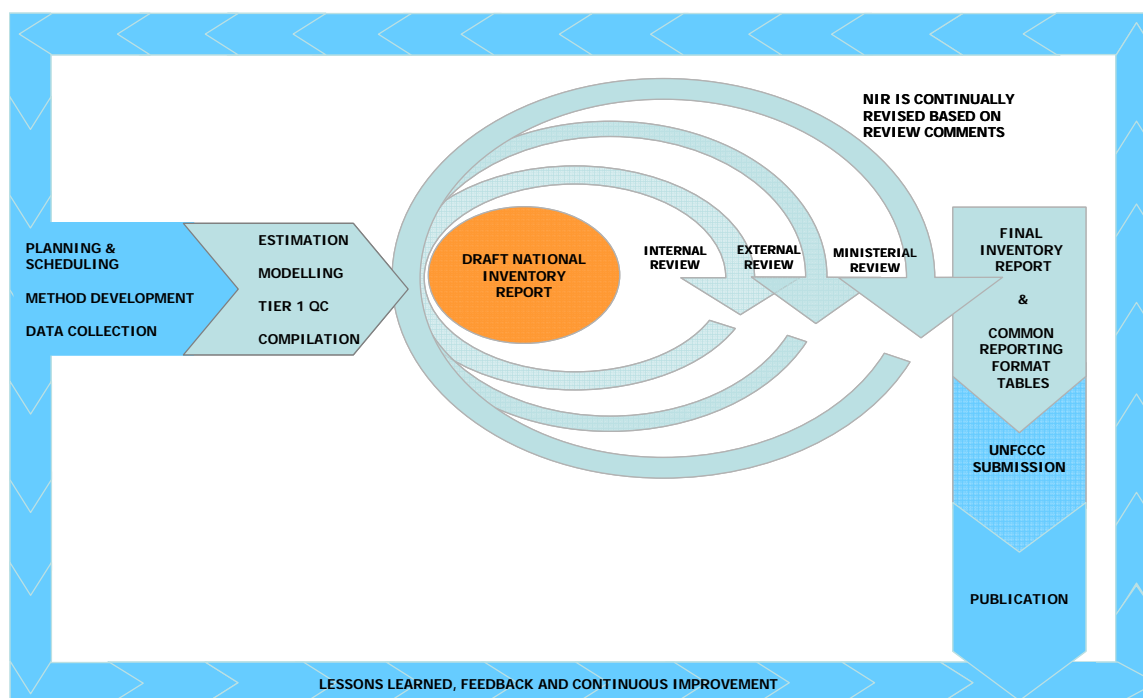 NIR IS CONTINUALLY
REVISED BASED ON
REVIEW COMMENTS
PLANNING &
SCHEDULING
METHOD DEVELOPMENT
DATA COLLECTION
ESTIMATION
MODELLING
TIER 1 QC
COMPILATION
DRAFT NATIONAL
INVENTORY
REPORT
INTERNAL
REVIEW
EXTERNAL
REVIEW
MINISTERIAL
REVIEW
FINAL
INVENTORY
REPORT
&
COMMON
REPORTING
FORMAT
TABLES
UNFCCC
SUBMISSION
PUBLICATION
LESSONS LEARNED, FEEDBACK AND CONTINUOUS IMPROVEMENT